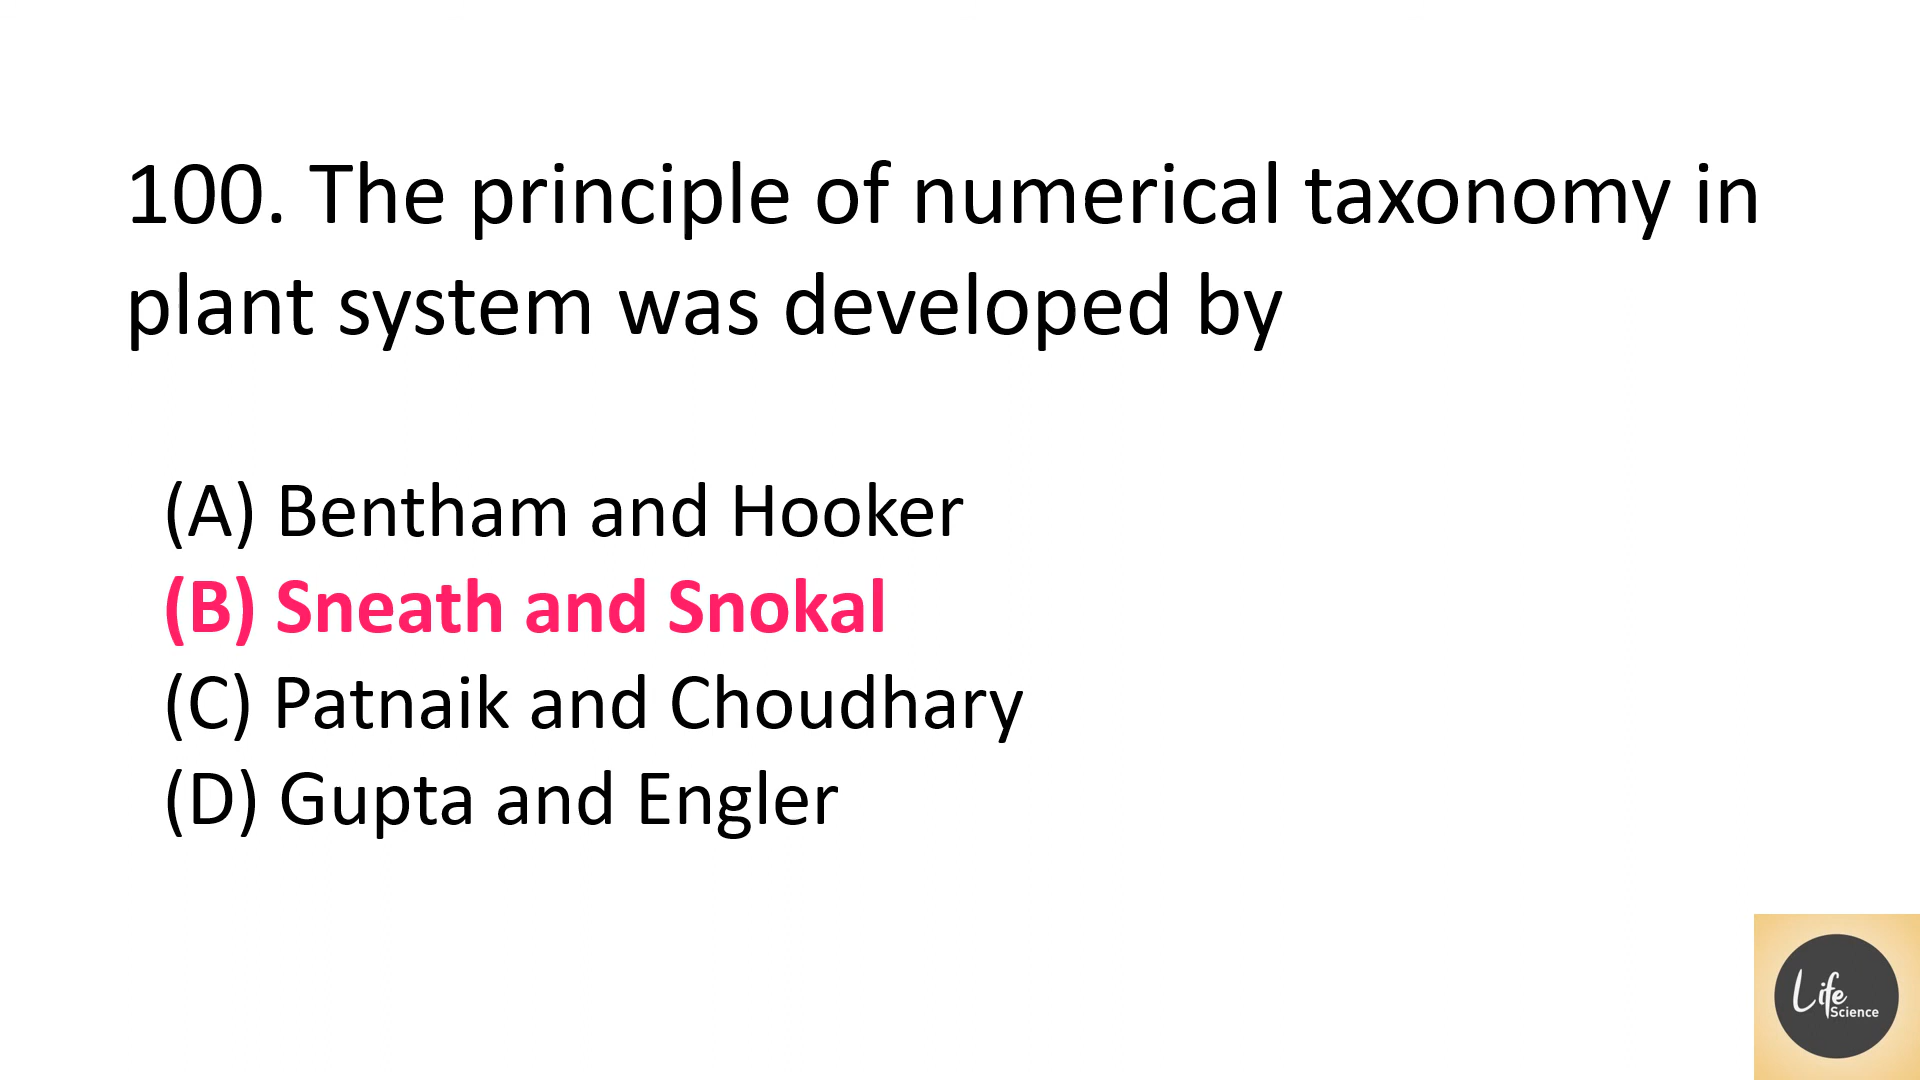 100. The principle of numerical taxonomy in
plant system was developed by
(A) Bentham and Hooker
(B) Sneath and Snokal
(C) Patnaik and Choudhary
(D) Gupta and Engler
Life
Science